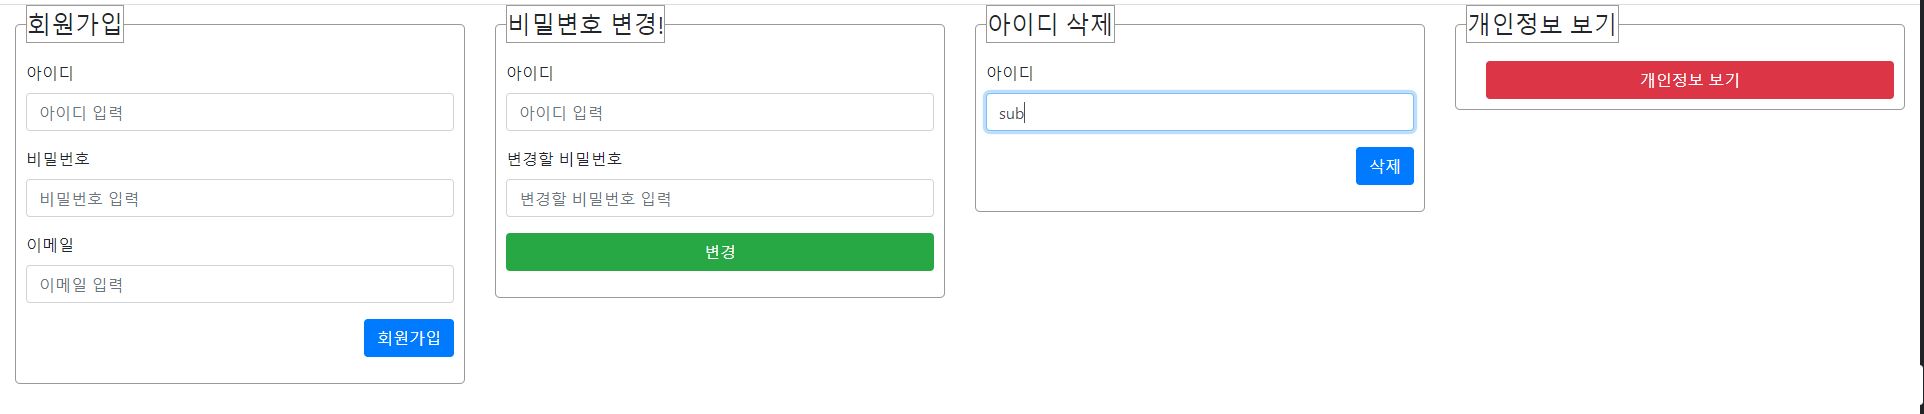 회원가입
아이디
아이디 입력
비밀번호
비밀번호 입력
이메일
이메일 입력
회원가입
비밀변호 변경!
아이디
아이디 입력
변경할 비밀번호
변경할 비밀번호 입력
변경
아이디 삭제
아이디
sub
삭제
개인정보 보기
개인정보 보기